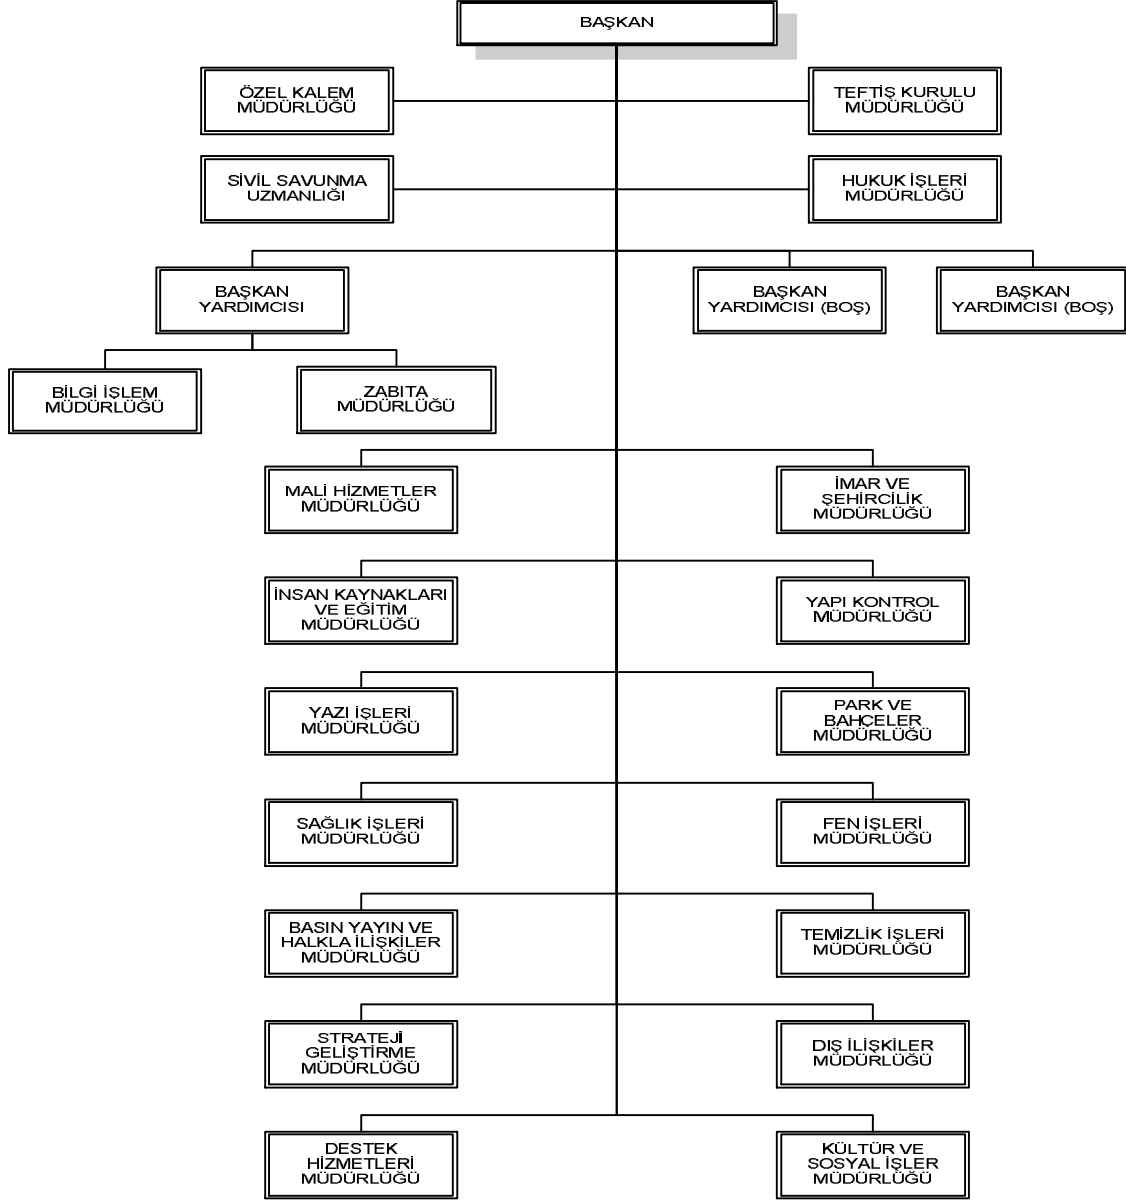 BAŞKAN
ÖZEL KALEM
MÜDÜRLÜĞÜ
TEFTİŞ KURULU
MÜDÜRLÜĞÜ
SİVİL SAVUNMA
UZMANLIĞI
HUKUK İŞLERİ
MÜDÜRLÜĞÜ
BAŞKAN
YARDIMCISI
BAŞKAN
YARDIMCISI (BOŞ)
BAŞKAN
YARDIMCISI (BOŞ)
BİLGİ İŞLEM
MÜDÜRLÜĞÜ
ZABITA
MÜDÜRLÜĞÜ
MALİ HİZMETLER
MÜDÜRLÜĞÜ
İMAR VE
ŞEHİRCİLİK
MÜDÜRLÜĞÜ
İNSAN KAYNAKLARI
VE EĞİTİM
MÜDÜRLÜĞÜ
YAPI KONTROL
MÜDÜRLÜĞÜ
YAZI İŞLERİ
MÜDÜRLÜĞÜ
PARK VE
BAHÇELER
MÜDÜRLÜĞÜ
SAĞLIK İŞLERİ
MÜDÜRLÜĞÜ
FEN İŞLERİ
MÜDÜRLÜĞÜ
BASIN YAYIN VE
HALKLA İLİŞKİLER
MÜDÜRLÜĞÜ
TEMİZLİK İŞLERİ
MÜDÜRLÜĞÜ
STRATEJİ
GELİŞTİRME
MÜDÜRLÜĞÜ
DIŞ İLİŞKİLER
MÜDÜRLÜĞÜ
DESTEK
HİZMETLERİ
MÜDÜRLÜĞÜ
KÜLTÜR VE
SOSYAL İŞLER
MÜDÜRLÜĞÜ